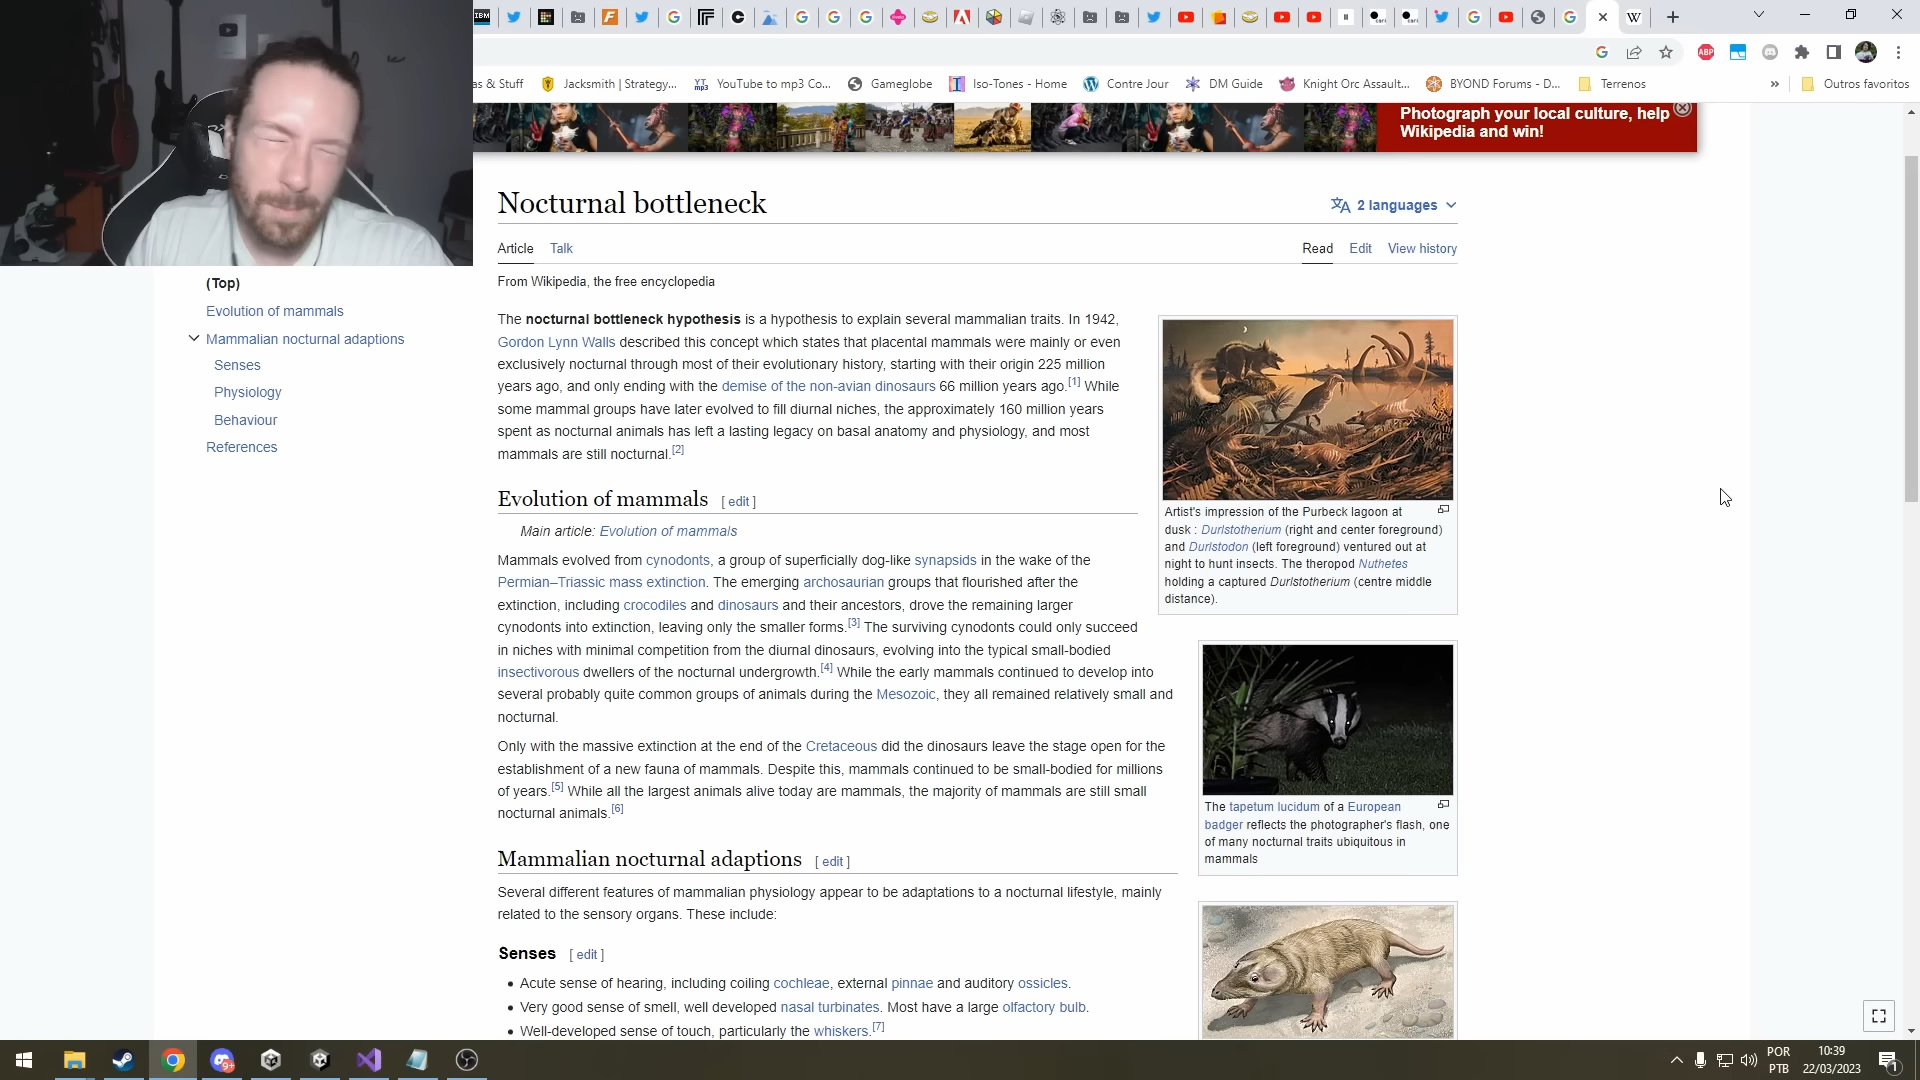 as & Stuff
Jacksmith | Strategy...
YouTube to mp3 Co...
Gameglobe
Iso-Tones - Home
Contre Jour
DM Guide
Knight Orc Assault...
BYOND Forums - D...
Terrenos
»
Outros favoritos
Photograph your local culture, help
Wikipedia and win!
Nocturnal bottleneck
2 languages
Article Talk
Read Edit View history
From Wikipedia, the free encyclopedia
(Top)
Evolution of mammals
Mammalian nocturnal adaptions
Senses
Physiology
Behaviour
References
The nocturnal bottleneck hypothesis is a hypothesis to explain several mammalian traits. In 1942,
Gordon Lynn Walls described this concept which states that placental mammals were mainly or even
exclusively nocturnal through most of their evolutionary history, starting with their origin 225 million
years ago, and only ending with the demise of the non-avian dinosaurs 66 million years ago.[1] While
some mammal groups have later evolved to fill diurnal niches, the approximately 160 million years
spent as nocturnal animals has left a lasting legacy on basal anatomy and physiology, and most
mammals are still nocturnal.[2]
Evolution of mammals [ edit ]
Main article: Evolution of mammals
Mammals evolved from cynodonts, a group of superficially dog-like synapsids in the wake of the
Permian–Triassic mass extinction. The emerging archosaurian groups that flourished after the
extinction, including crocodiles and dinosaurs and their ancestors, drove the remaining larger
cynodonts into extinction, leaving only the smaller forms.[3] The surviving cynodonts could only succeed
in niches with minimal competition from the diurnal dinosaurs, evolving into the typical small-bodied
insectivorous dwellers of the nocturnal undergrowth.[4] While the early mammals continued to develop into
several probably quite common groups of animals during the Mesozoic, they all remained relatively small and
nocturnal.
Only with the massive extinction at the end of the Cretaceous did the dinosaurs leave the stage open for the
establishment of a new fauna of mammals. Despite this, mammals continued to be small-bodied for millions
of years.[5] While all the largest animals alive today are mammals, the majority of mammals are still small
nocturnal animals.[6]
Mammalian nocturnal adaptions [ edit ]
Several different features of mammalian physiology appear to be adaptations to a nocturnal lifestyle, mainly
related to the sensory organs. These include:
Senses [ edit ]
• Acute sense of hearing, including coiling cochleae, external pinnae and auditory ossicles.
• Very good sense of smell, well developed nasal turbinates. Most have a large olfactory bulb.
• Well-developed sense of touch, particularly the whiskers.[7]
Artist's impression of the Purbeck lagoon at
dusk : Durlstotherium (right and center foreground)
and Durlstodon (left foreground) ventured out at
night to hunt insects. The theropod Nuthetes
holding a captured Durlstotherium (centre middle
distance).
The tapetum lucidum of a European
badger reflects the photographer's flash, one
of many nocturnal traits ubiquitous in
mammals
POR
PTB
10:39
22/03/2023